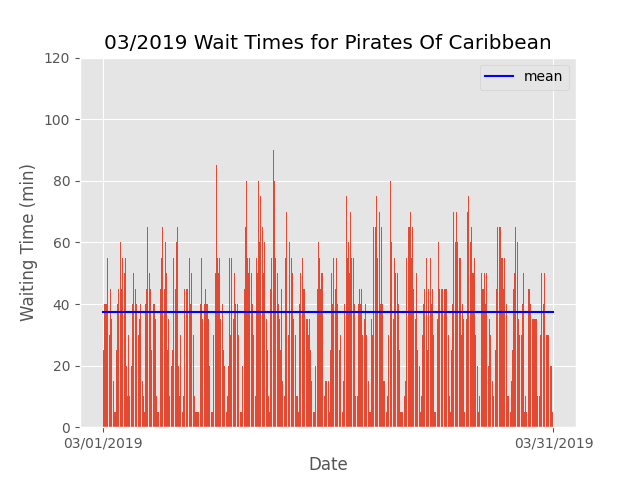 03/2019 Wait Times for Pirates Of Caribbean
120
100
80
60
40
20
0
Waiting Time (min)
mean
03/01/2019
03/31/2019
Date